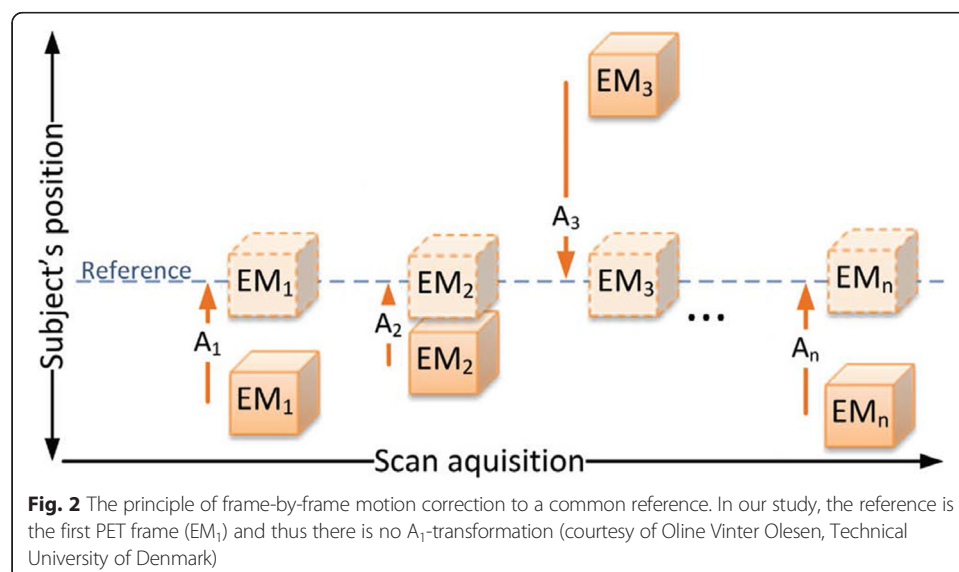 Subject's position
EM₃
A₃
Reference
EM₁
EM₂
EM₃
EMₙ
...
A₁
A₂
Aₙ
EM₁
EM₂
EMₙ
Scan aquisition
Fig. 2 The principle of frame-by-frame motion correction to a common reference. In our study, the reference is
the first PET frame (EM₁) and thus there is no A₁-transformation (courtesy of Oline Vinter Olesen, Technical
University of Denmark)